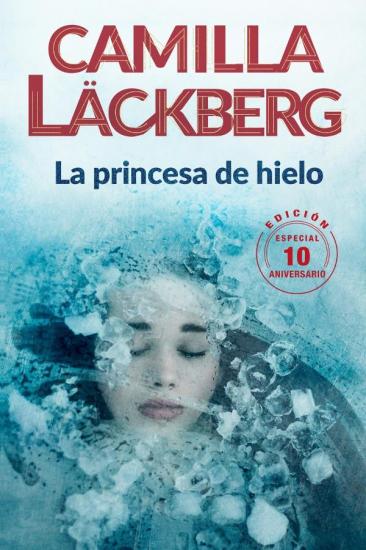 CAMILLA
LÄCKBERG
La princesa de hielo
EDICIÓN
ESPECIAL
10
ANIVERSARIO